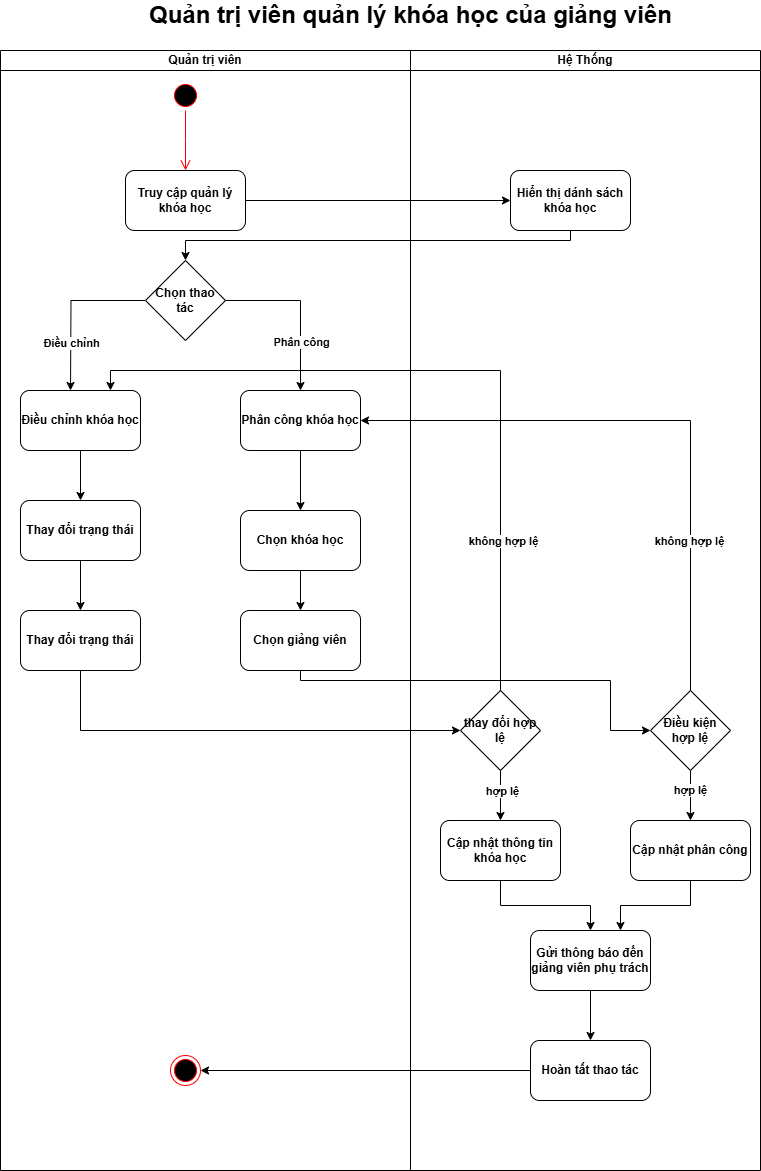 Quản trị viên quản lý khóa học của giảng viên
Quản trị viên
Hệ Thống
Truy cập quản lý
khóa học
Hiển thị dánh sách
khóa học
Chọn thao
tác
Điều chỉnh
Phân công
Điều chỉnh khóa học
Phân công khóa học
Thay đổi trạng thái
Chọn khóa học
không hợp lệ
không hợp lệ
Thay đổi trạng thái
Chọn giảng viên
thay đổi hợp
lệ
Điều kiện
hợp lệ
hợp lệ
hợp lệ
Cập nhật thông tin
khóa học
Cập nhật phân công
Gửi thông báo đến
giảng viên phụ trách
Hoàn tất thao tác